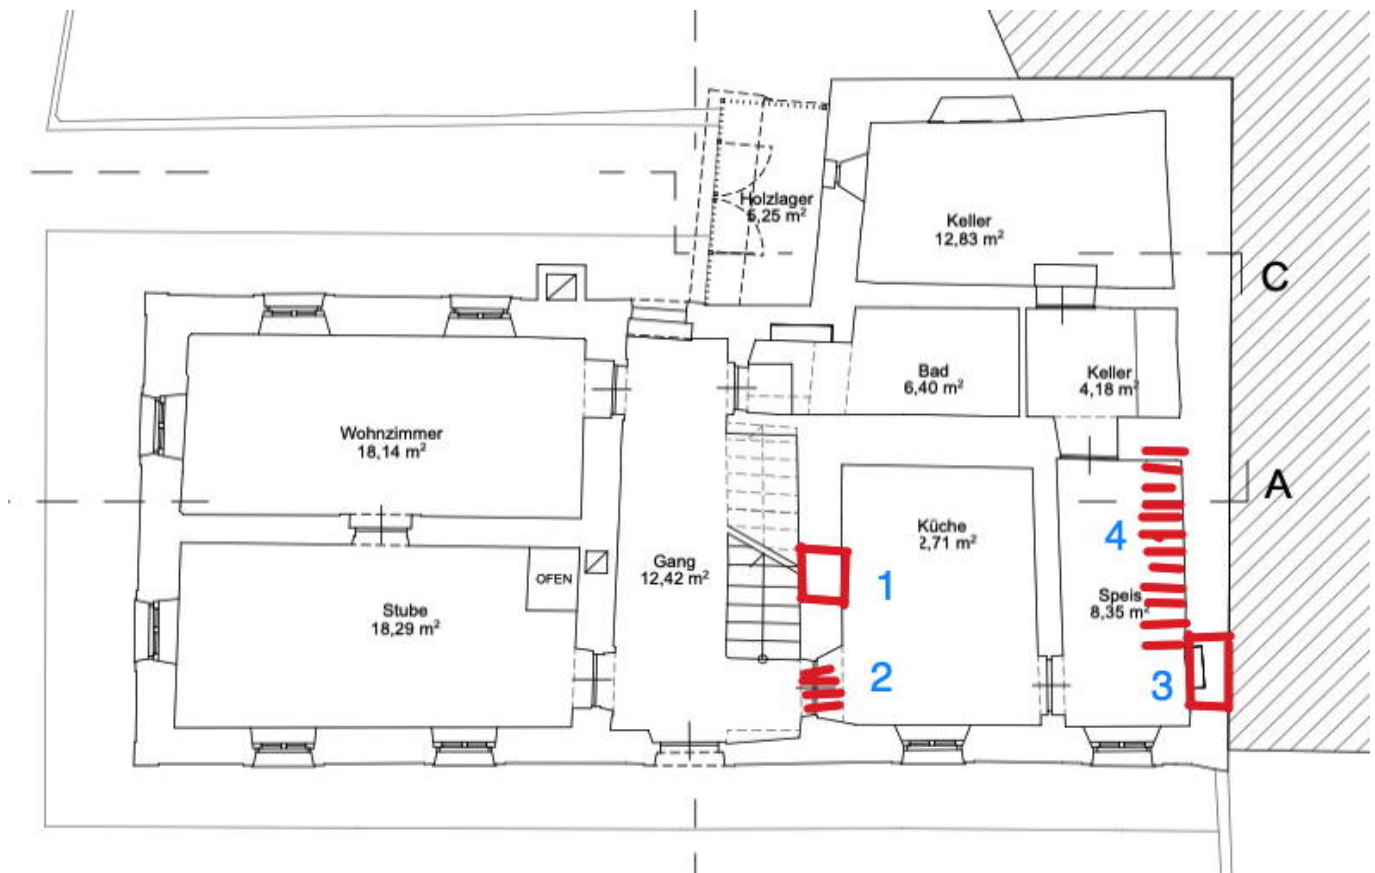 Holzlager
5,25 m²
Keller
12,83 m²
C
Bad
6,40 m²
Keller
4,18 m²
Wohnzimmer
18,14 m²
A
Küche
2,71 m²
4
OFEN
Gang
12,42 m²
1
Stube
18,29 m²
Speis
8,35 m²
2
3